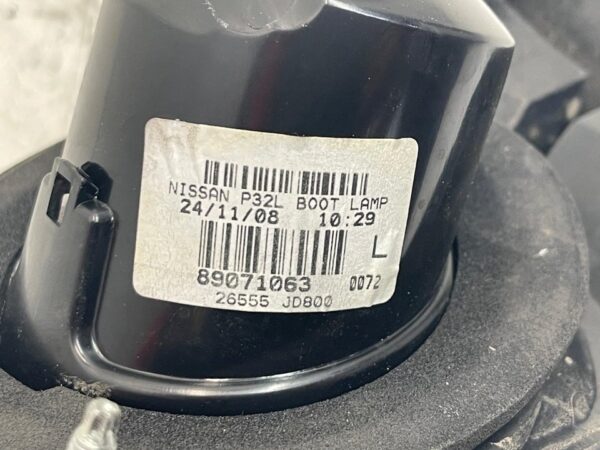 NISSAN P32L BOOT LAMP
24/11/08 10:29
L
89071063 0072
26555 JD800